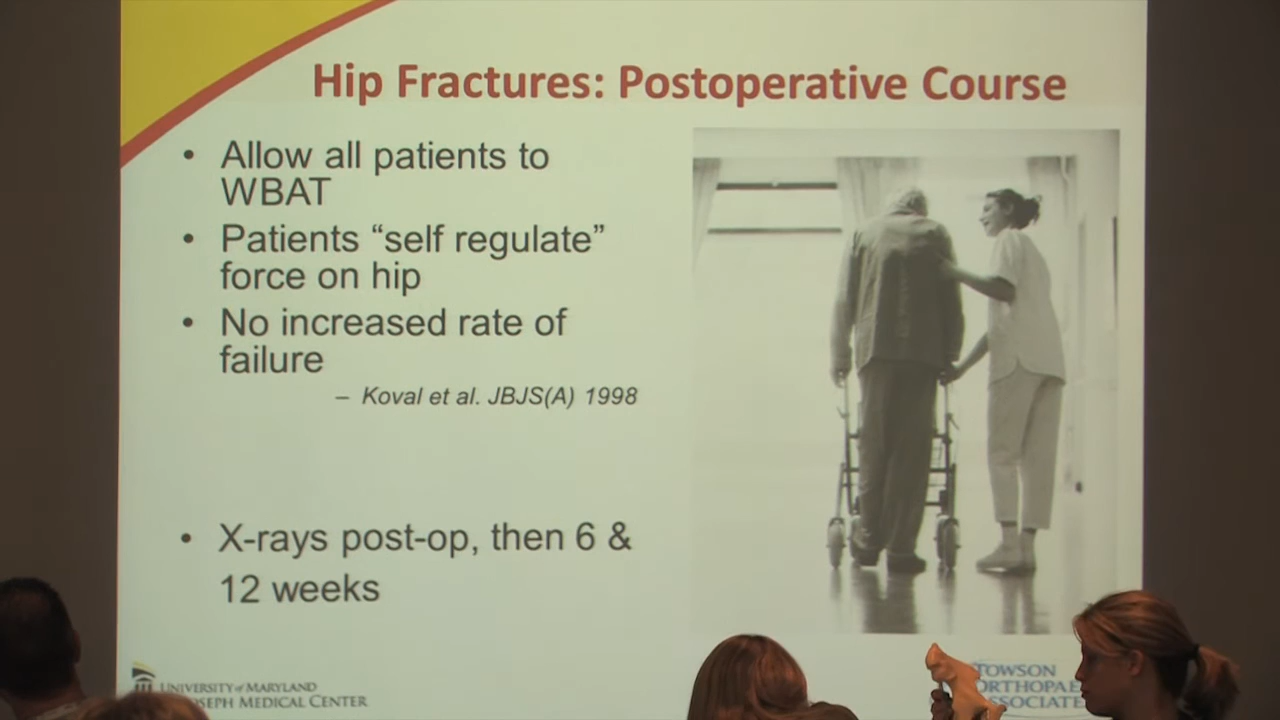 Hip Fractures: Postoperative Course
• Allow all patients to
WBAT
• Patients “self regulate”
force on hip
• No increased rate of
failure
– Koval et al. JBJS(A) 1998
• X-rays post-op, then 6 &
12 weeks
UNIVERSITY of MARYLAND
MEDICAL CENTER
TOWSON